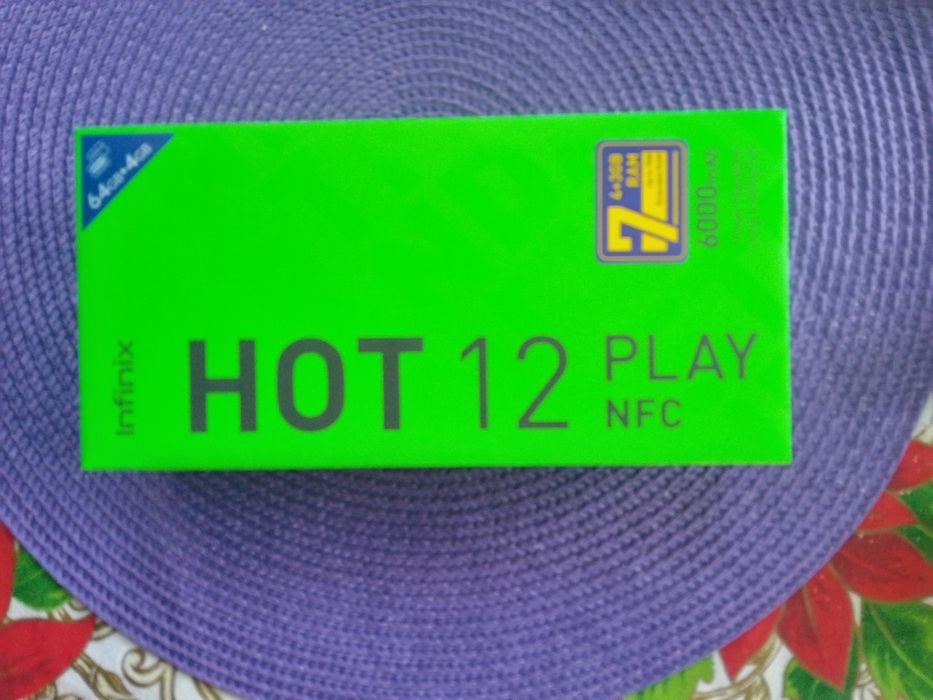 64GB+4GB
Infinix
HOT 12 PLAY
NFC
7
4+3GB
RAM
6000mAh